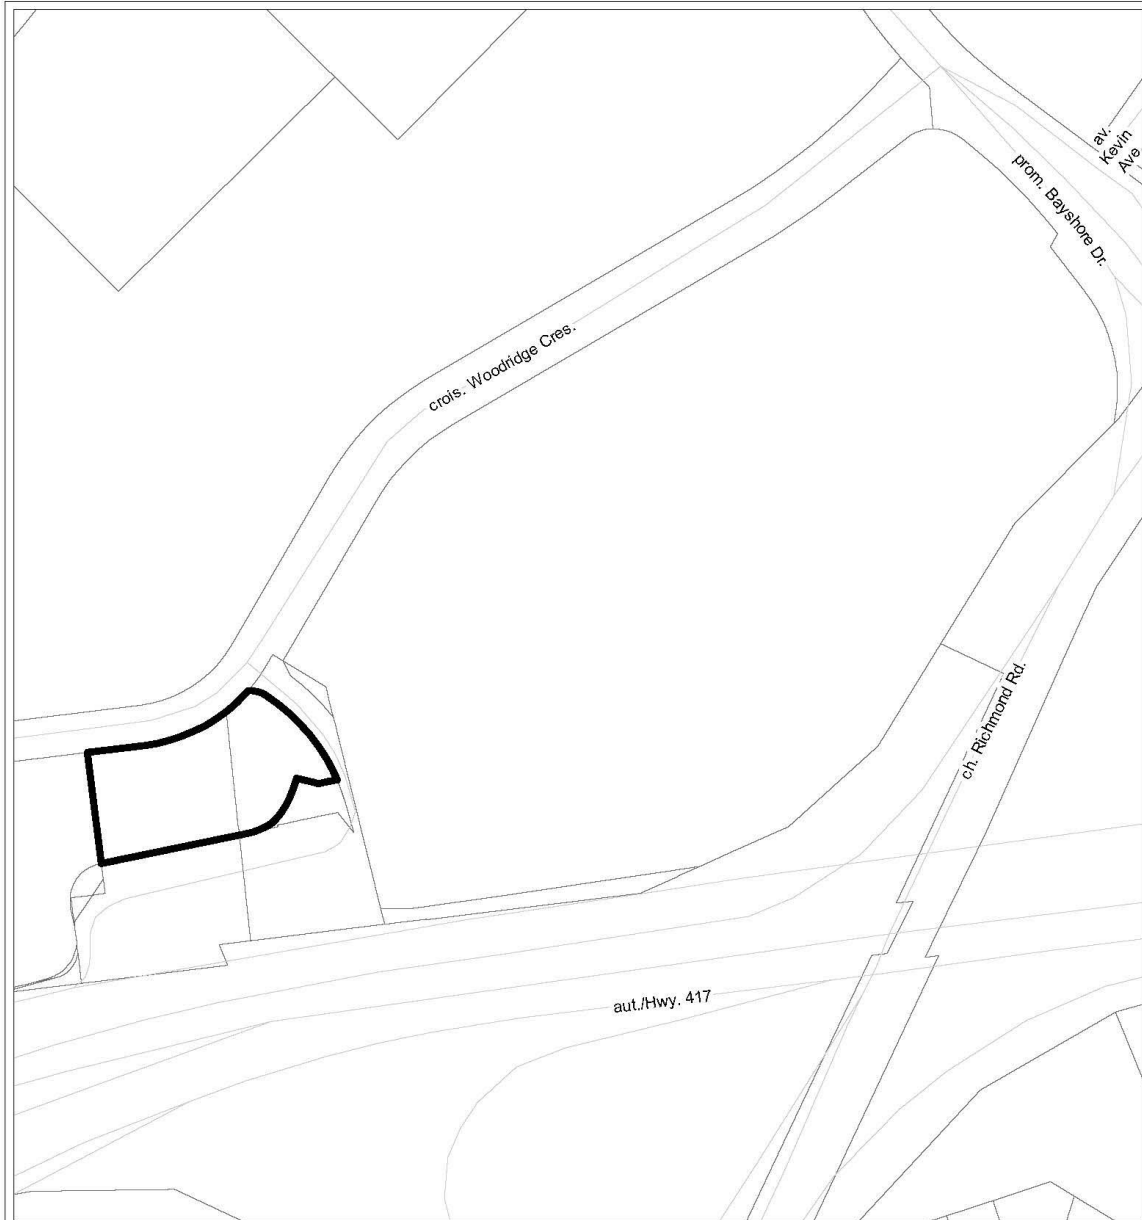 av.
Kevin
Ave
prom. Bayshore Dr.
crois. Woodridge Cres.
ch. Richmond Rd.
aut./Hwy. 417